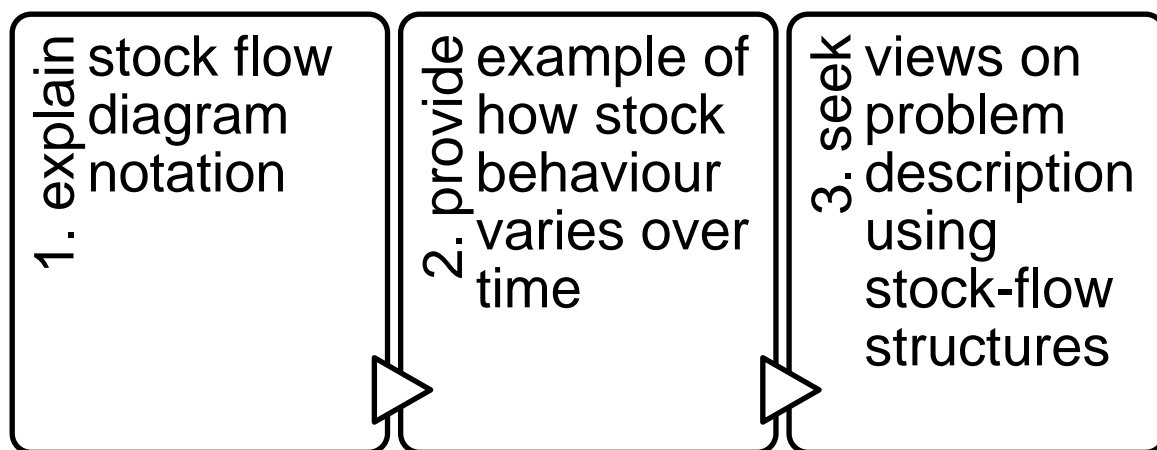 1. explain
stock flow
diagram
notation
2. provide
example of
how stock
behaviour
varies over
time
3. seek
views on
problem
description
using
stock-flow
structures